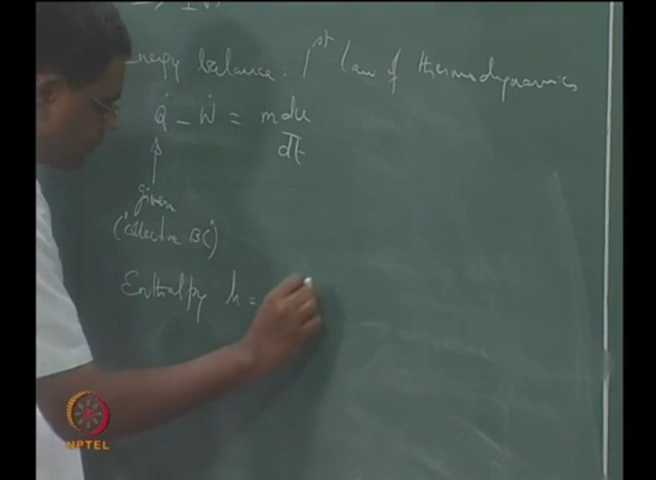 energy balance: 1st law of thermodynamics
Q̇ − Ẇ = m du
dt
given
("collective BC")
Enthalpy h =
NPTEL